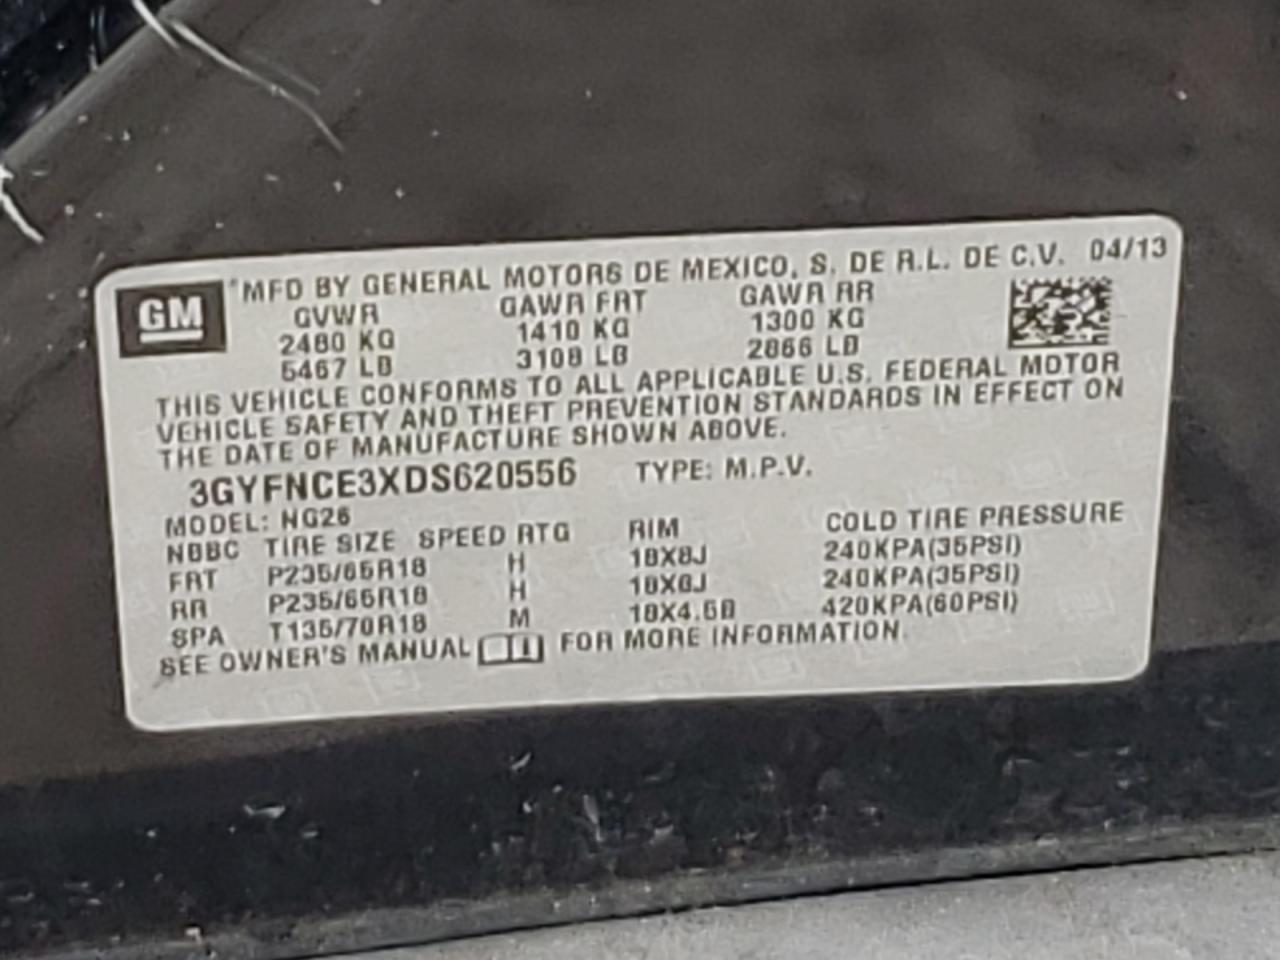 GM
MFD BY GENERAL MOTORS DE MEXICO, S. DE R.L. DE C.V. 04/13
GVWR GAWR FRT GAWR RR
2480 KG 1410 KG 1300 KG
5467 LB 3108 LB 2866 LB
THIS VEHICLE CONFORMS TO ALL APPLICABLE U.S. FEDERAL MOTOR
VEHICLE SAFETY AND THEFT PREVENTION STANDARDS IN EFFECT ON
THE DATE OF MANUFACTURE SHOWN ABOVE.
3GYFNCE3XDS620556 TYPE: M.P.V.
MODEL: NG26
NBBC TIRE SIZE SPEED RTG RIM COLD TIRE PRESSURE
FRT P235/65R18 H 18X8J 240KPA(35PSI)
RR P235/65R18 H 18X8J 240KPA(35PSI)
SPA T135/70R18 M 18X4.5B 420KPA(60PSI)
SEE OWNER'S MANUAL FOR MORE INFORMATION.